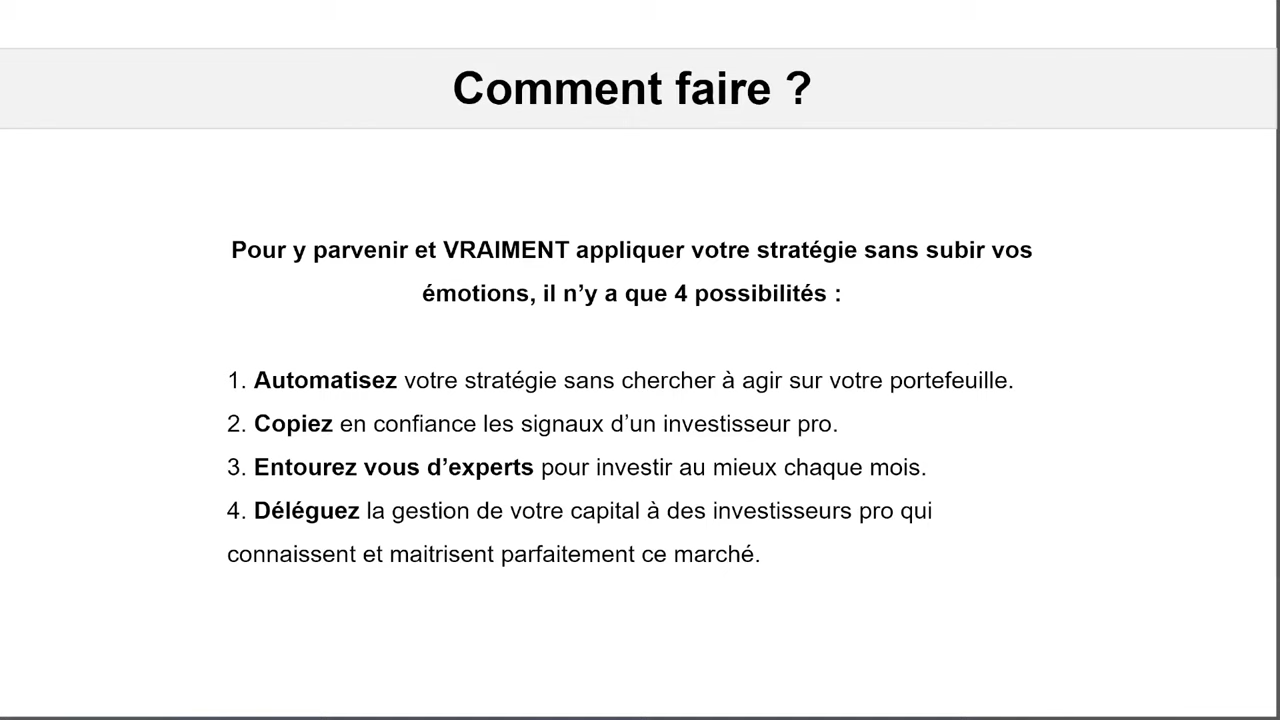 Comment faire ?
Pour y parvenir et VRAIMENT appliquer votre stratégie sans subir vos
émotions, il n’y a que 4 possibilités :
1. Automatisez votre stratégie sans chercher à agir sur votre portefeuille.
2. Copiez en confiance les signaux d’un investisseur pro.
3. Entourez vous d’experts pour investir au mieux chaque mois.
4. Déléguez la gestion de votre capital à des investisseurs pro qui
connaissent et maitrisent parfaitement ce marché.